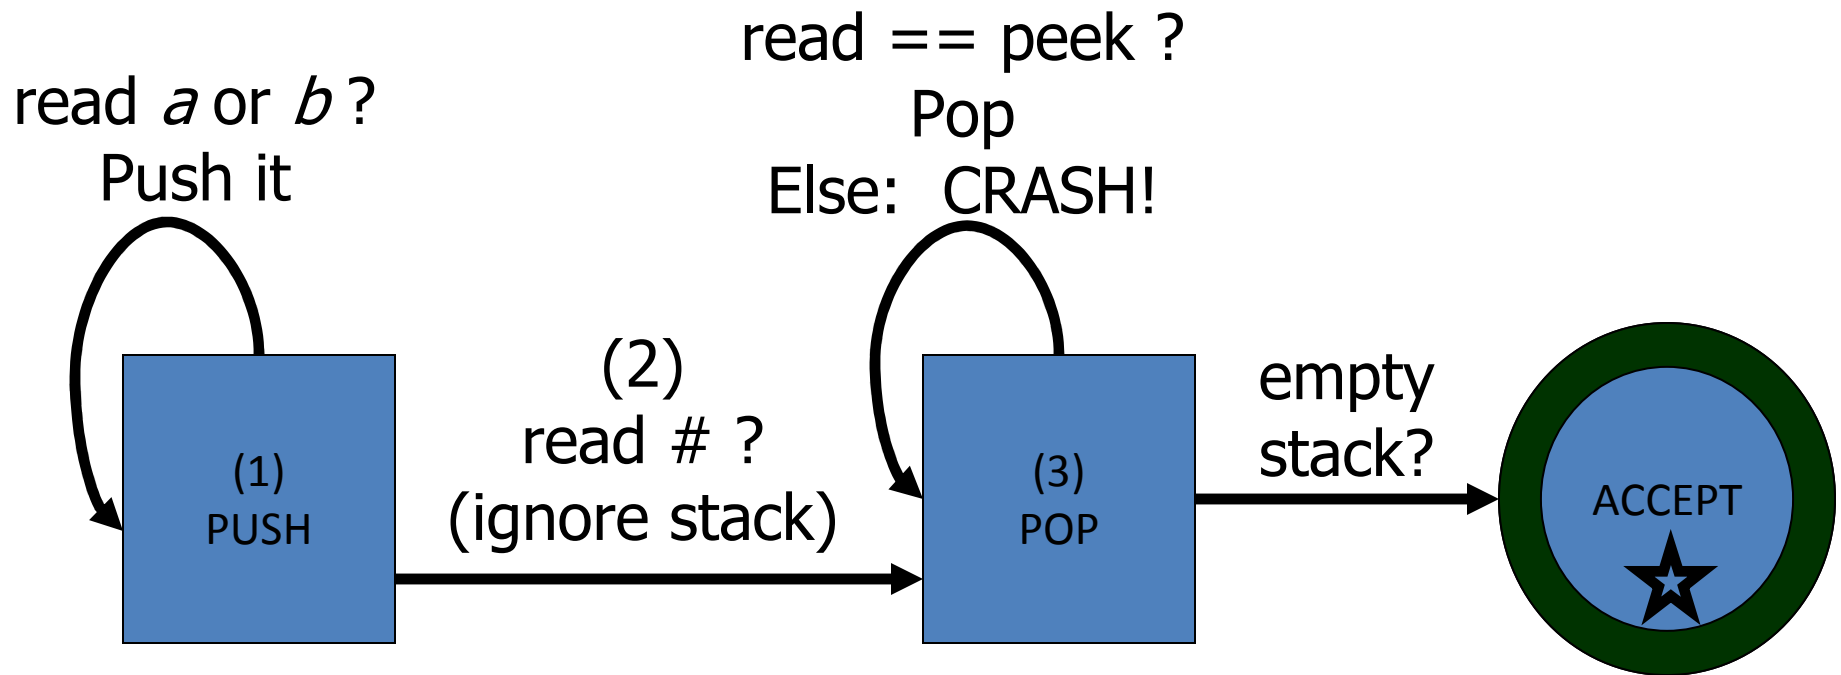 read a or b ?
Push it
read == peek ?
Pop
Else: CRASH!
(1)
PUSH
(2)
read # ?
(ignore stack)
(3)
POP
empty
stack?
ACCEPT